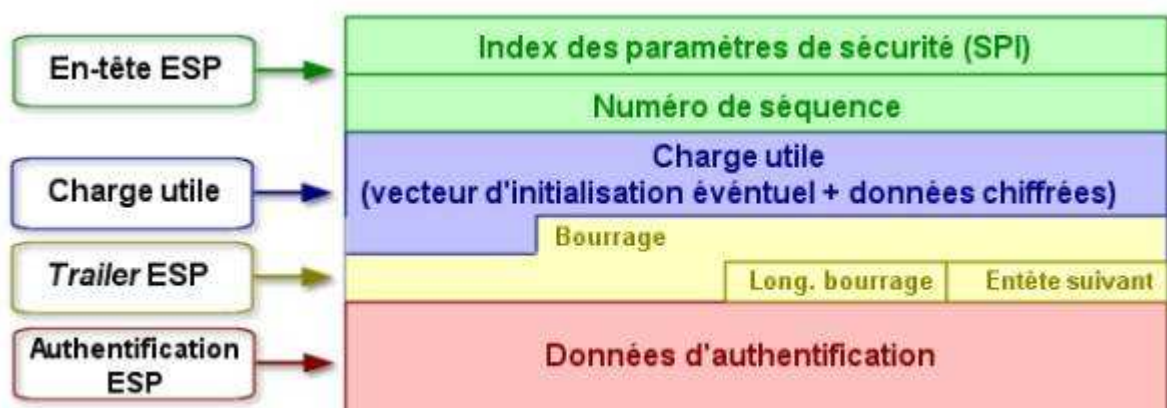 En-tête ESP
Index des paramètres de sécurité (SPI)
Numéro de séquence
Charge utile
Charge utile
(vecteur d'initialisation événtuel + données chiffrées)
Trailer ESP
Bourrage
Long. bourrage
Entête suivant
Authentification
ESP
Données d'authentification